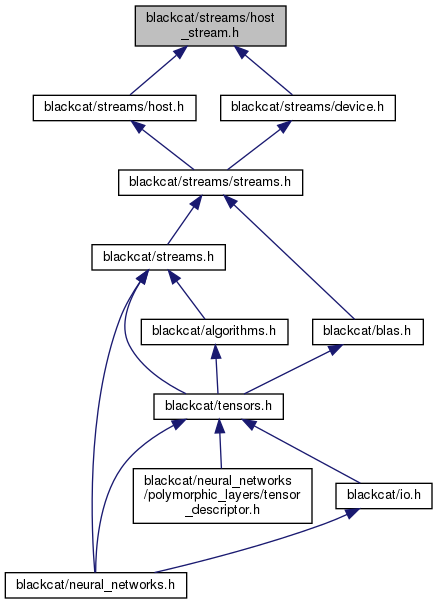 blackcat/streams/host
_stream.h
blackcat/streams/host.h
blackcat/streams/device.h
blackcat/streams/streams.h
blackcat/streams.h
blackcat/algorithms.h
blackcat/blas.h
blackcat/tensors.h
blackcat/neural_networks
/polymorphic_layers/tensor
_descriptor.h
blackcat/io.h
blackcat/neural_networks.h